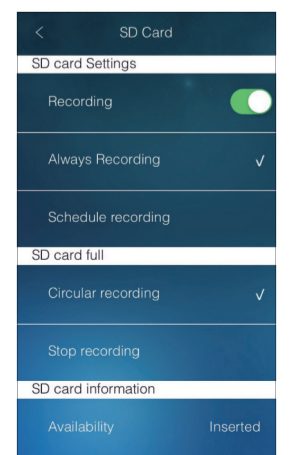 SD Card
SD card Settings
Recording
Always Recording
Schedule recording
SD card full
Circular recording
Stop recording
SD card information
Availability Inserted